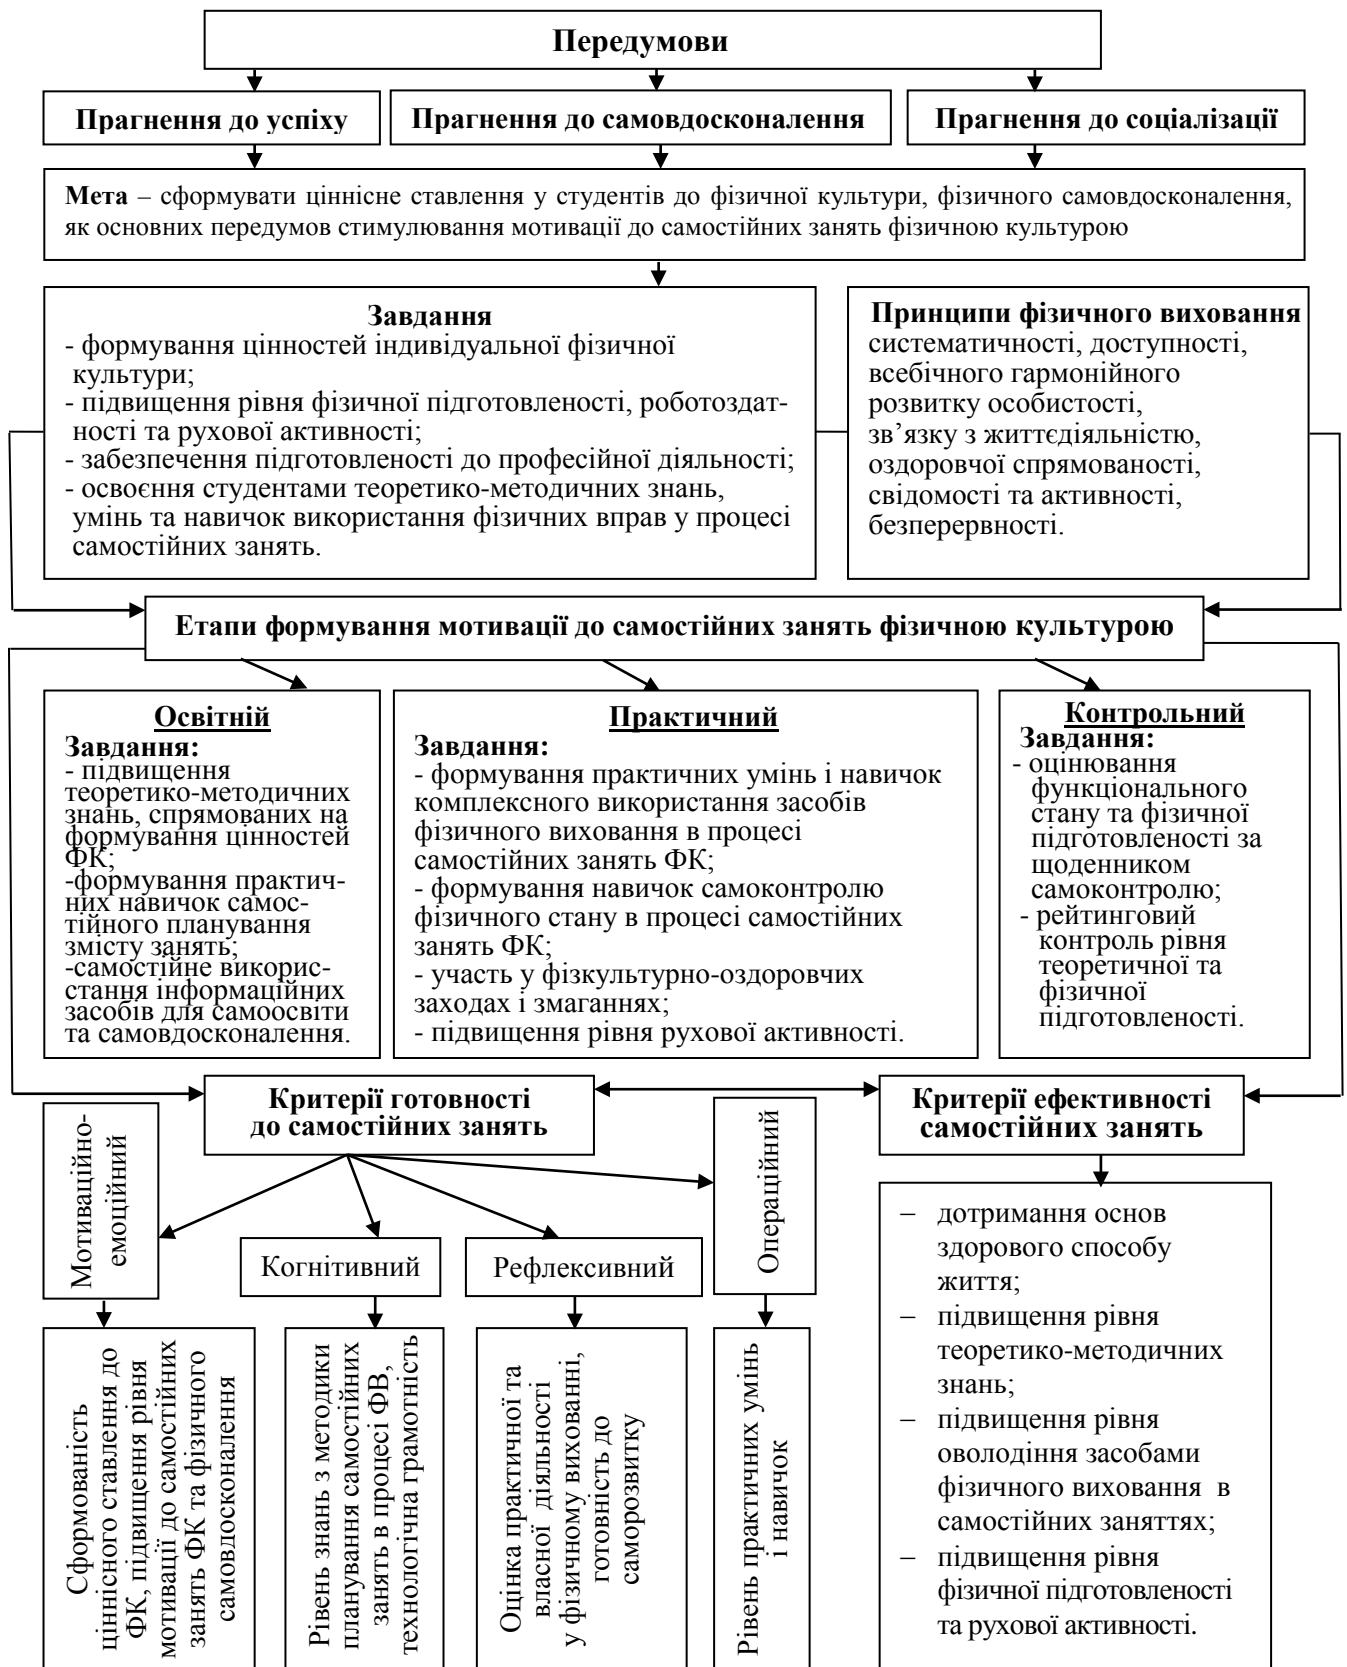 Передумови
Прагнення до успіху
Прагнення до самовдосконалення
Прагнення до соціалізації
Мета – сформувати ціннісне ставлення у студентів до фізичної культури, фізичного самовдосконалення,
як основних передумов стимулювання мотивації до самостійних занять фізичною культурою
Завдання
- формування цінностей індивідуальної фізичної
культури;
- підвищення рівня фізичної підготовленості, роботоздат-
ності та рухової активності;
- забезпечення підготовленості до професійної діяльності;
- освоєння студентами теоретико-методичних знань,
умінь та навичок використання фізичних вправ у процесі
самостійних занять.
Принципи фізичного виховання
систематичності, доступності,
всебічного гармонійного
розвитку особистості,
зв’язку з життєдіяльністю,
оздоровчої спрямованості,
свідомості та активності,
безперервності.
Етапи формування мотивації до самостійних занять фізичною культурою
Освітній
Завдання:
- підвищення
теоретико-методичних
знань, спрямованих на
формування цінностей
ФК;
-формування практич-
них навичок самос-
тійного планування
змісту занять;
-самостійне викорис-
стання інформаційних
засобів для самоосвіти
та самовдосконалення.
Практичний
Завдання:
- формування практичних умінь і навичок
комплексного використання засобів
фізичного виховання в процесі
самостійних занять ФК;
- формування навичок самоконтролю
фізичного стану в процесі самостійних
занять ФК;
- участь у фізкультурно-оздоровчих
заходах і змаганнях;
- підвищення рівня рухової активності.
Контрольний
Завдання:
- оцінювання
функціонального
стану та фізичної
підготовленості за
щоденником
самоконтролю;
- рейтинговий
контроль рівня
теоретичної та
фізичної
підготовленості.
Критерії готовності
до самостійних занять
Критерії ефективності
самостійних занять
Мотиваційно-
емоційний
Когнітивний
Рефлексивний
Операційний
Сформованість
ціннісного ставлення до
ФК, підвищення рівня
мотивації до самостійних
занять ФК та фізичного
самовдосконалення
Рівень знань з методики
планування самостійних
занять в процесі ФВ,
технологічна грамотність
Оцінка практичної та
власної діяльності
у фізичному вихованні,
готовність до
саморозвитку
Рівень практичних умінь
і навичок
– дотримання основ
здорового способу
життя;
– підвищення рівня
теоретико-методичних
знань;
– підвищення рівня
оволодіння засобами
фізичного виховання в
самостійних заняттях;
– підвищення рівня
фізичної підготовленості
та рухової активності.